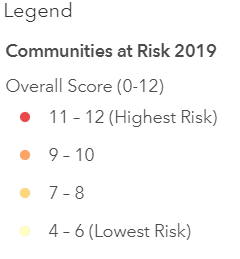 Legend
Communities at Risk 2019
Overall Score (0-12)
11 – 12 (Highest Risk)
9 – 10
7 – 8
4 – 6 (Lowest Risk)